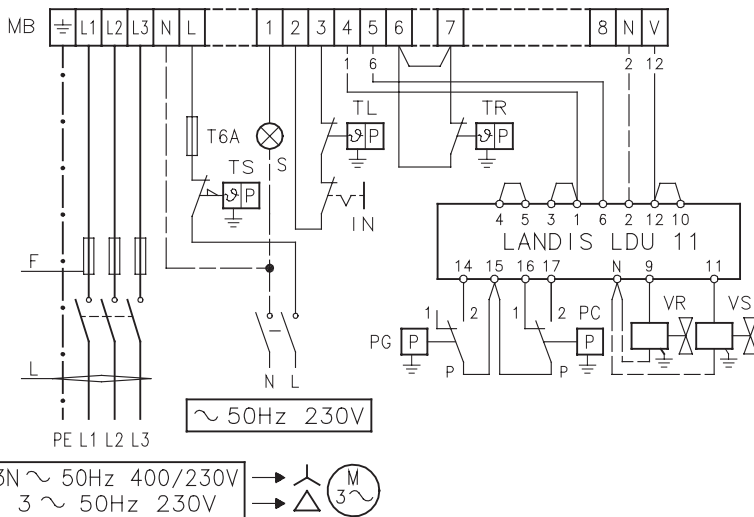 MB L1 L2 L3 N L 1 2 3 4 5 6 7 8 N V
1 6 2 12
TL TR
ϑ P ϑ P
T6A S
TS
ϑ P IN
4 5 3 1 6 2 12 10
LANDIS LDU 11
F
14 15 16 17 N 9 11
1 2 1 2 PC VR VS
PG P P
P P
L
N L
~ 50Hz 230V
PE L1 L2 L3
3N ~ 50Hz 400/230V
3 ~ 50Hz 230V
M
3~